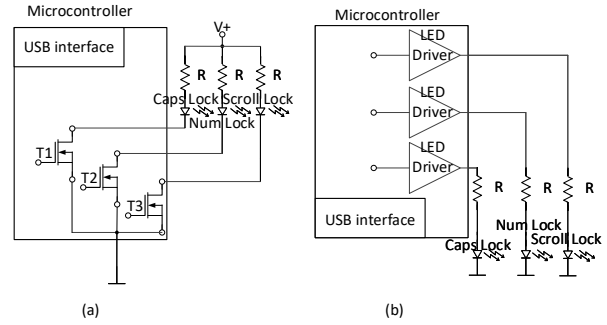 Microcontroller
USB interface
V+
R
R
R
Caps Lock
Scroll Lock
Num Lock
T1
T2
T3
(a)
Microcontroller
LED
Driver
LED
Driver
LED
Driver
R
R
R
USB interface
Num Lock
Scroll Lock
Caps Lock
(b)